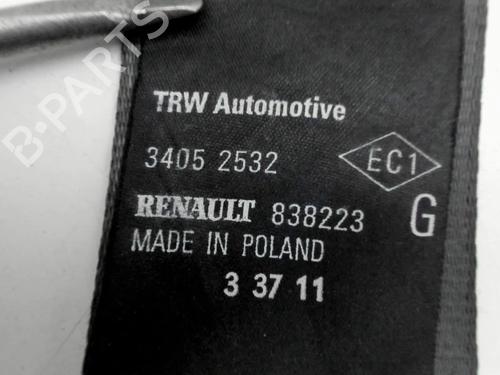 TRW Automotive
3405 2532
EC1
RENAULT 838223 G
MADE IN POLAND
3 37 11
B-PARTS